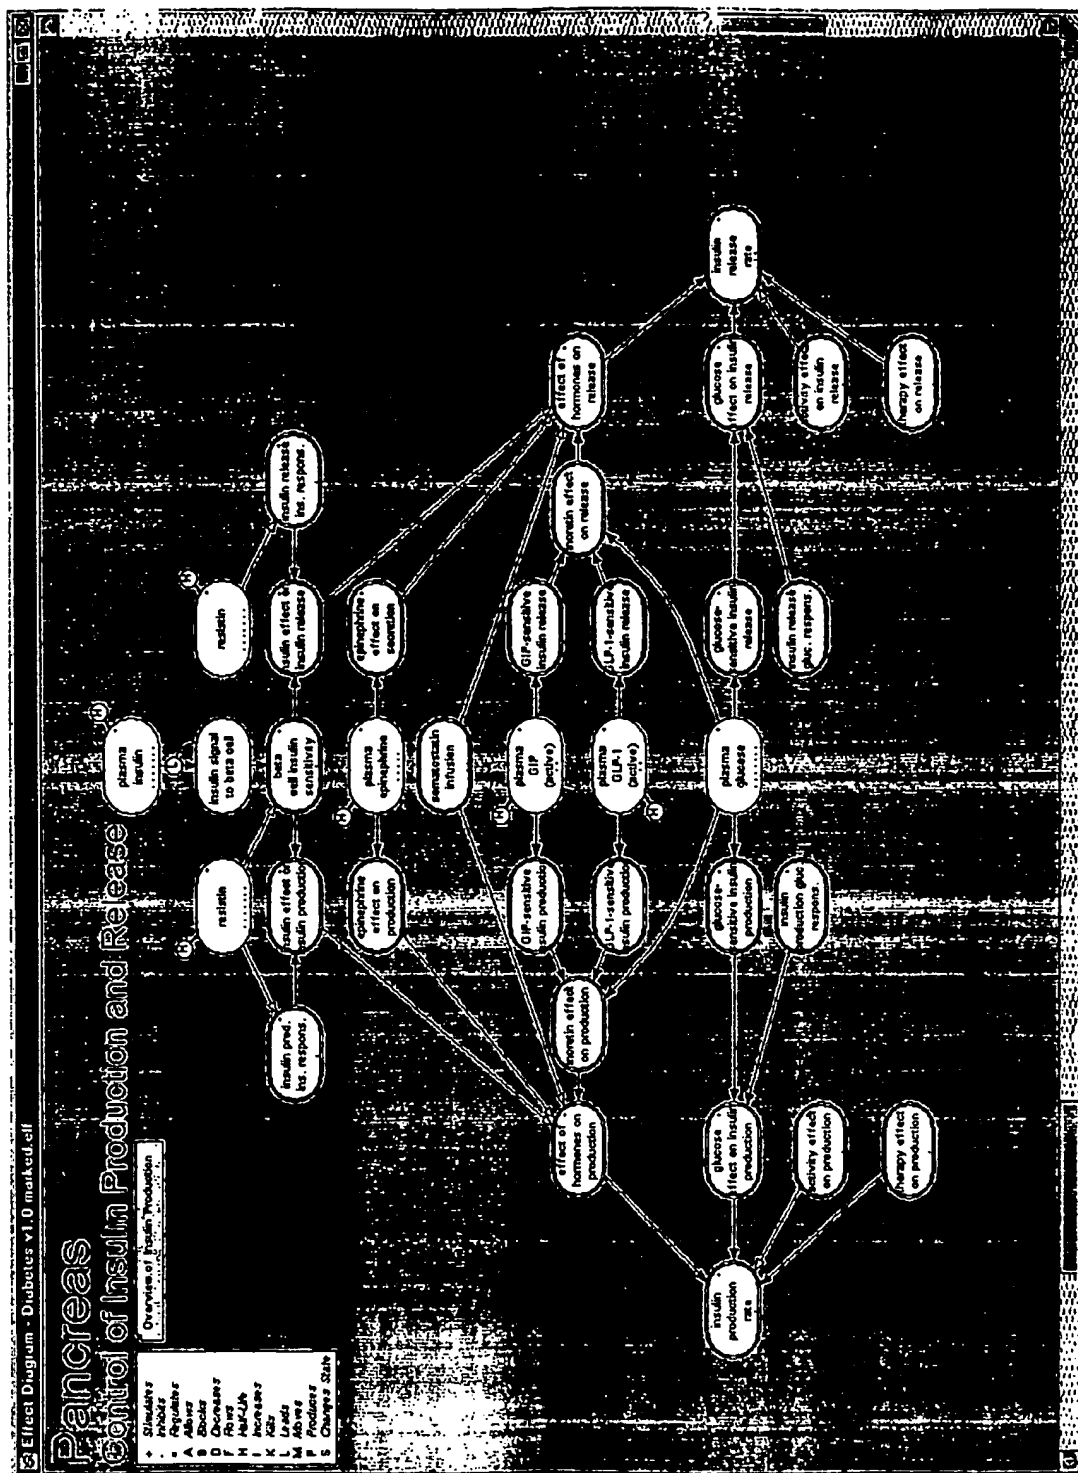 Effect Diagram - Diabetes v1.0 marked.elf
Pancreas
Control of Insulin Production and Release
Overview of Insulin Production
+ Stimulates
- Inhibits
Regulates
A Allows
B Blocks
D Decreases
F Flows
H Half-Life
I Increases
K Kills
L Leads
M Moves
P Produces
S Changes State
plasma
insulin
H
insulin signal
to beta cell
resistin
H
resistin
H
insulin prod.
ins. respons.
insulin effect o
insulin production
beta
cell insulin
sensitivity
insulin effect o
insulin release
insulin release
ins. respons.
epinephrine
effect on
production
plasma
epinephrine
H
epinephrine
effect on
secretion
somatostatin
infusion
effect of
hormones on
production
effect on production
GIP-sensitive
production
plasma
GIP
(active)
H
GIP-sensitive
insulin release
effect on release
effect of
hormones on
release
LP-1-sensitive
production
plasma
GLP-1
(active)
H
LP-1-sensitive
insulin release
insulin
production
rate
glucose
effect on insulin
production
glucose-
sensitive insulin
production
plasma
glucose
glucose-
sensitive insulin
release
glucose
effect on insulin
release
insulin
release
rate
insulin
production gluc
respons.
insulin release
gluc. respons.
activity effect
on production
activity effect
on insulin
release
therapy effect
on production
therapy effect
on release